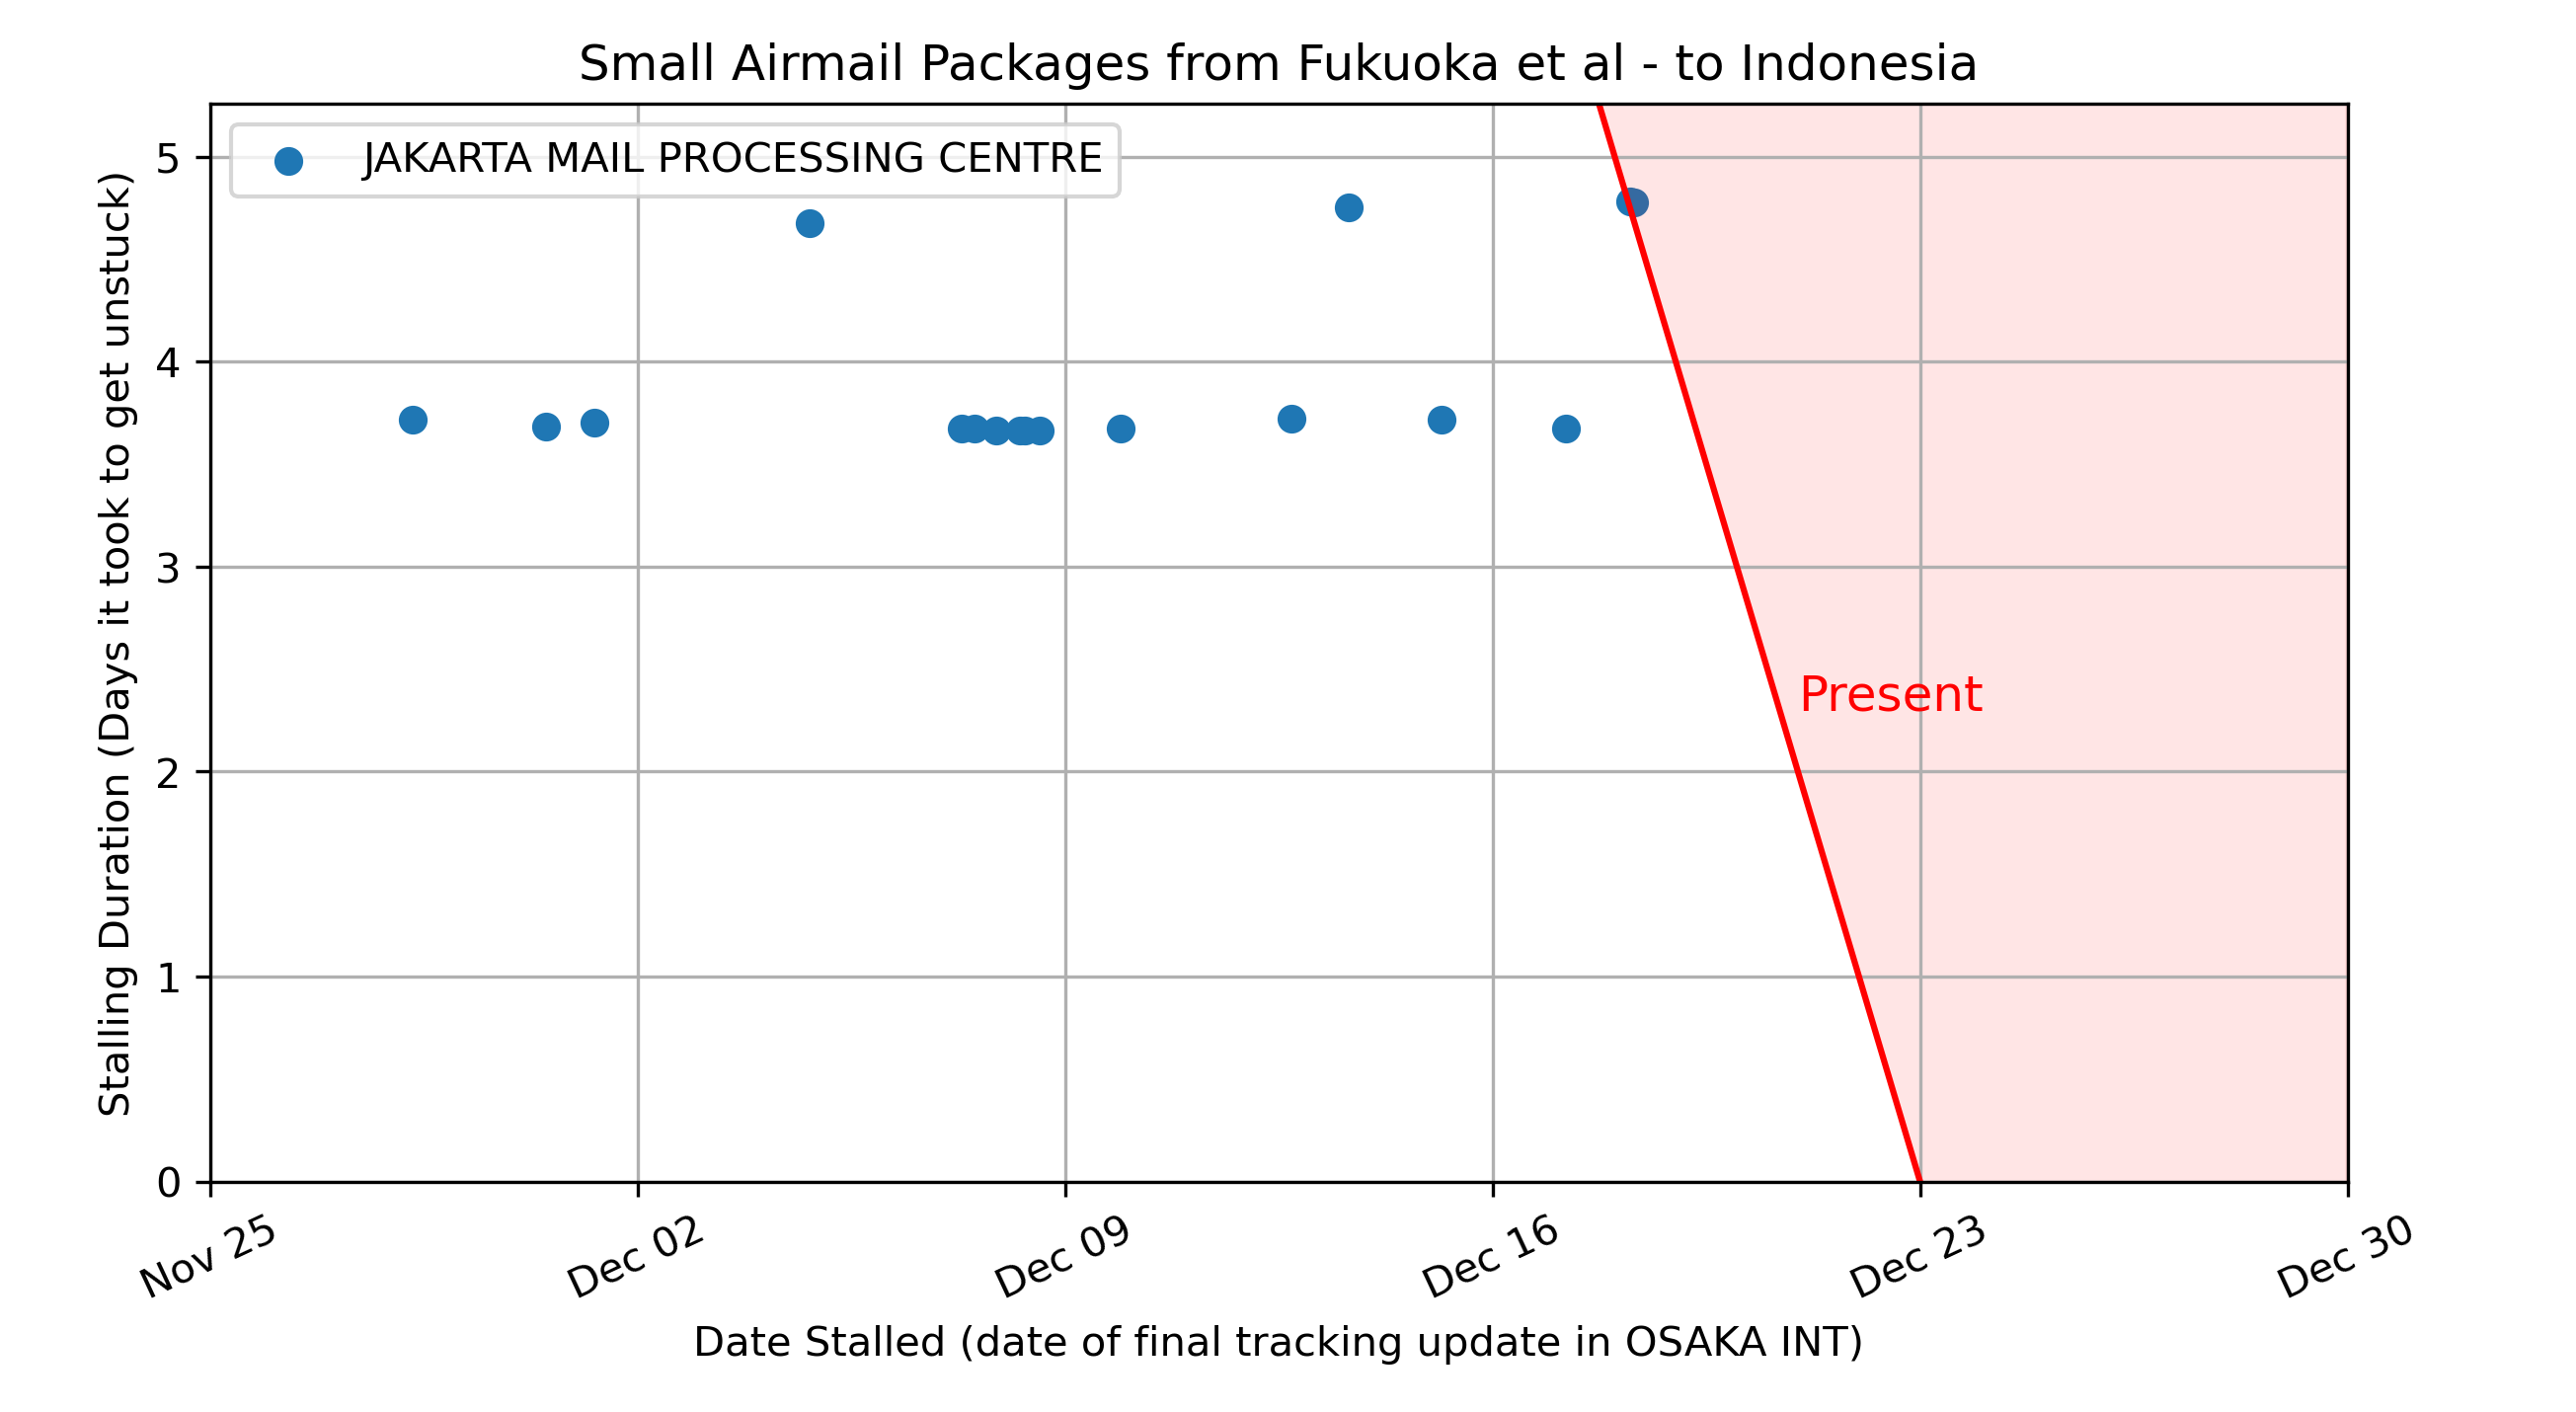 Small Airmail Packages from Fukuoka et al - to Indonesia
JAKARTA MAIL PROCESSING CENTRE
Stalling Duration (Days it took to get unstuck)
5
4
3
2
1
0
Present
Nov 25
Dec 02
Dec 09
Dec 16
Dec 23
Dec 30
Date Stalled (date of final tracking update in OSAKA INT)